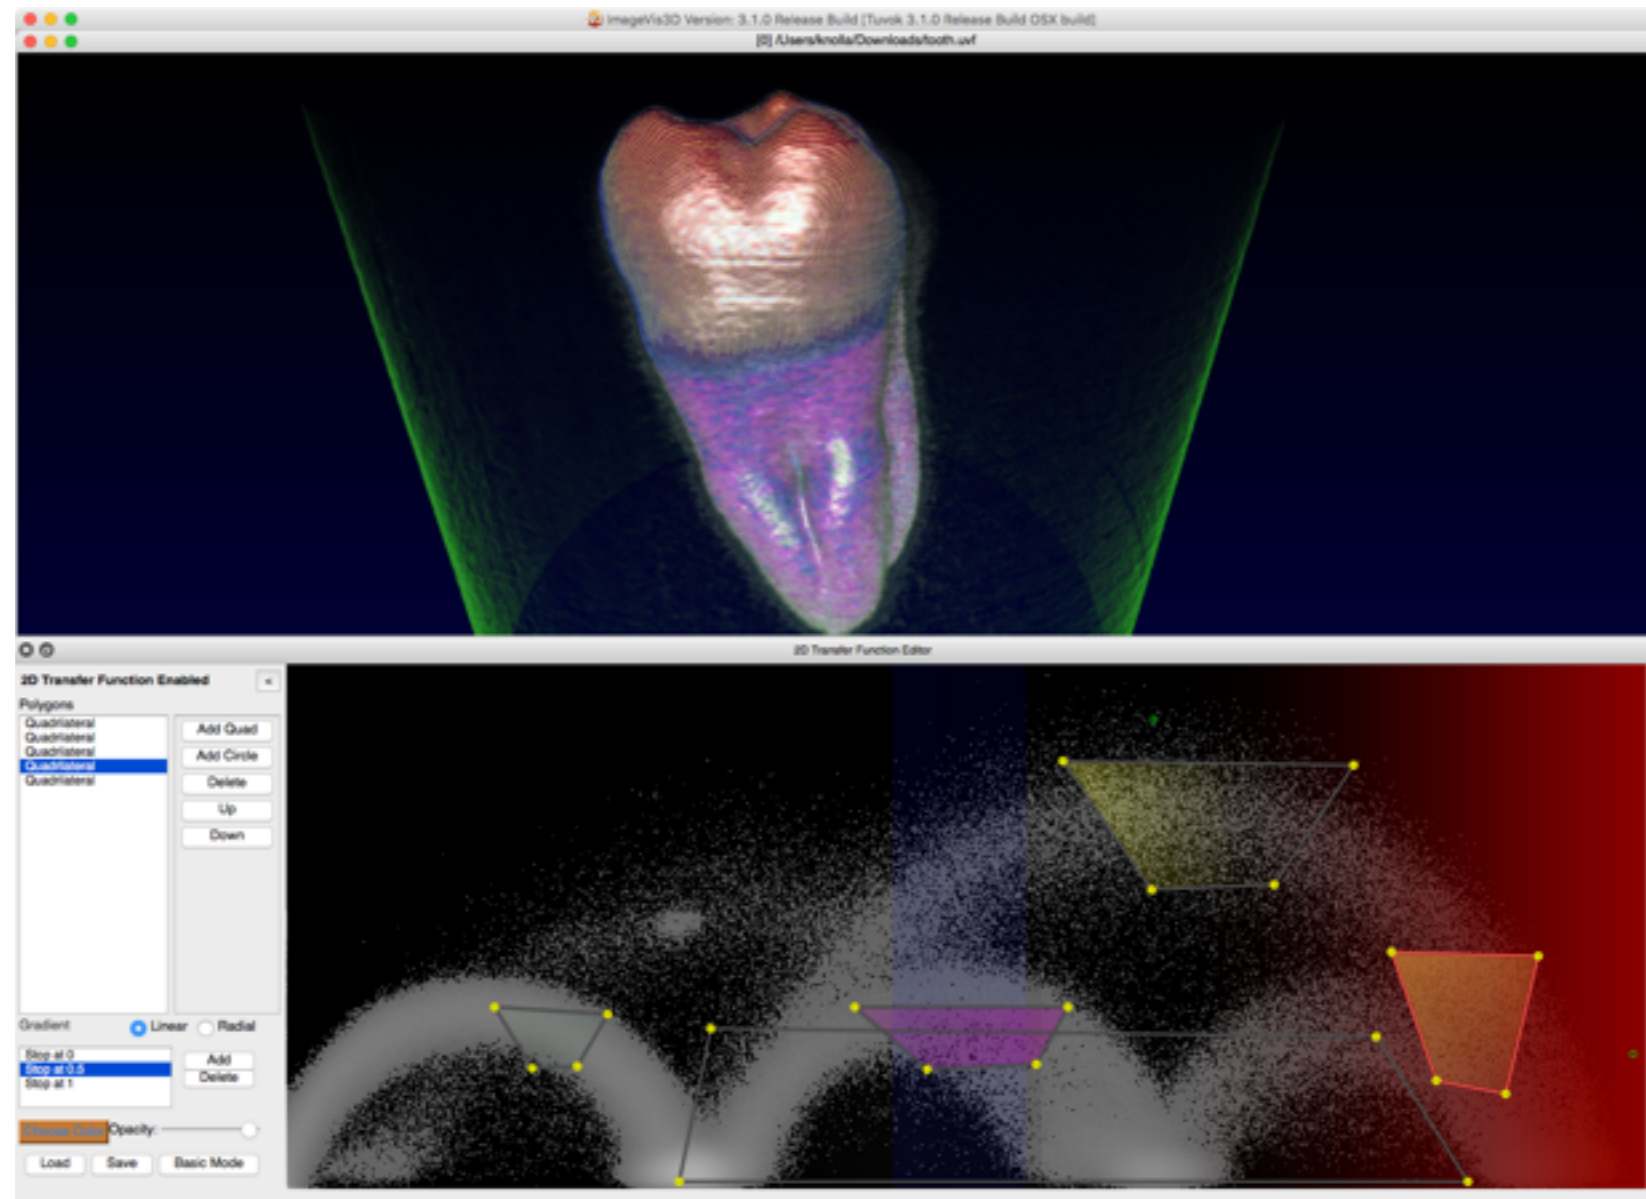 ImageVis3D Version: 3.1.0 Release Build [Tuvok 3.1.0 Release Build OSX build]
[0] /Users/knolla/Downloads/tooth.uvf
2D Transfer Function Editor
2D Transfer Function Enabled
<
Polygons
Quadrilateral
Quadrilateral
Quadrilateral
Quadrilateral
Quadrilateral
Add Quad
Add Circle
Delete
Up
Down
Gradient Linear Radial
Stop at 0
Stop at 0.5
Stop at 1
Add
Delete
Choose Color Opacity:
Load Save Basic Mode